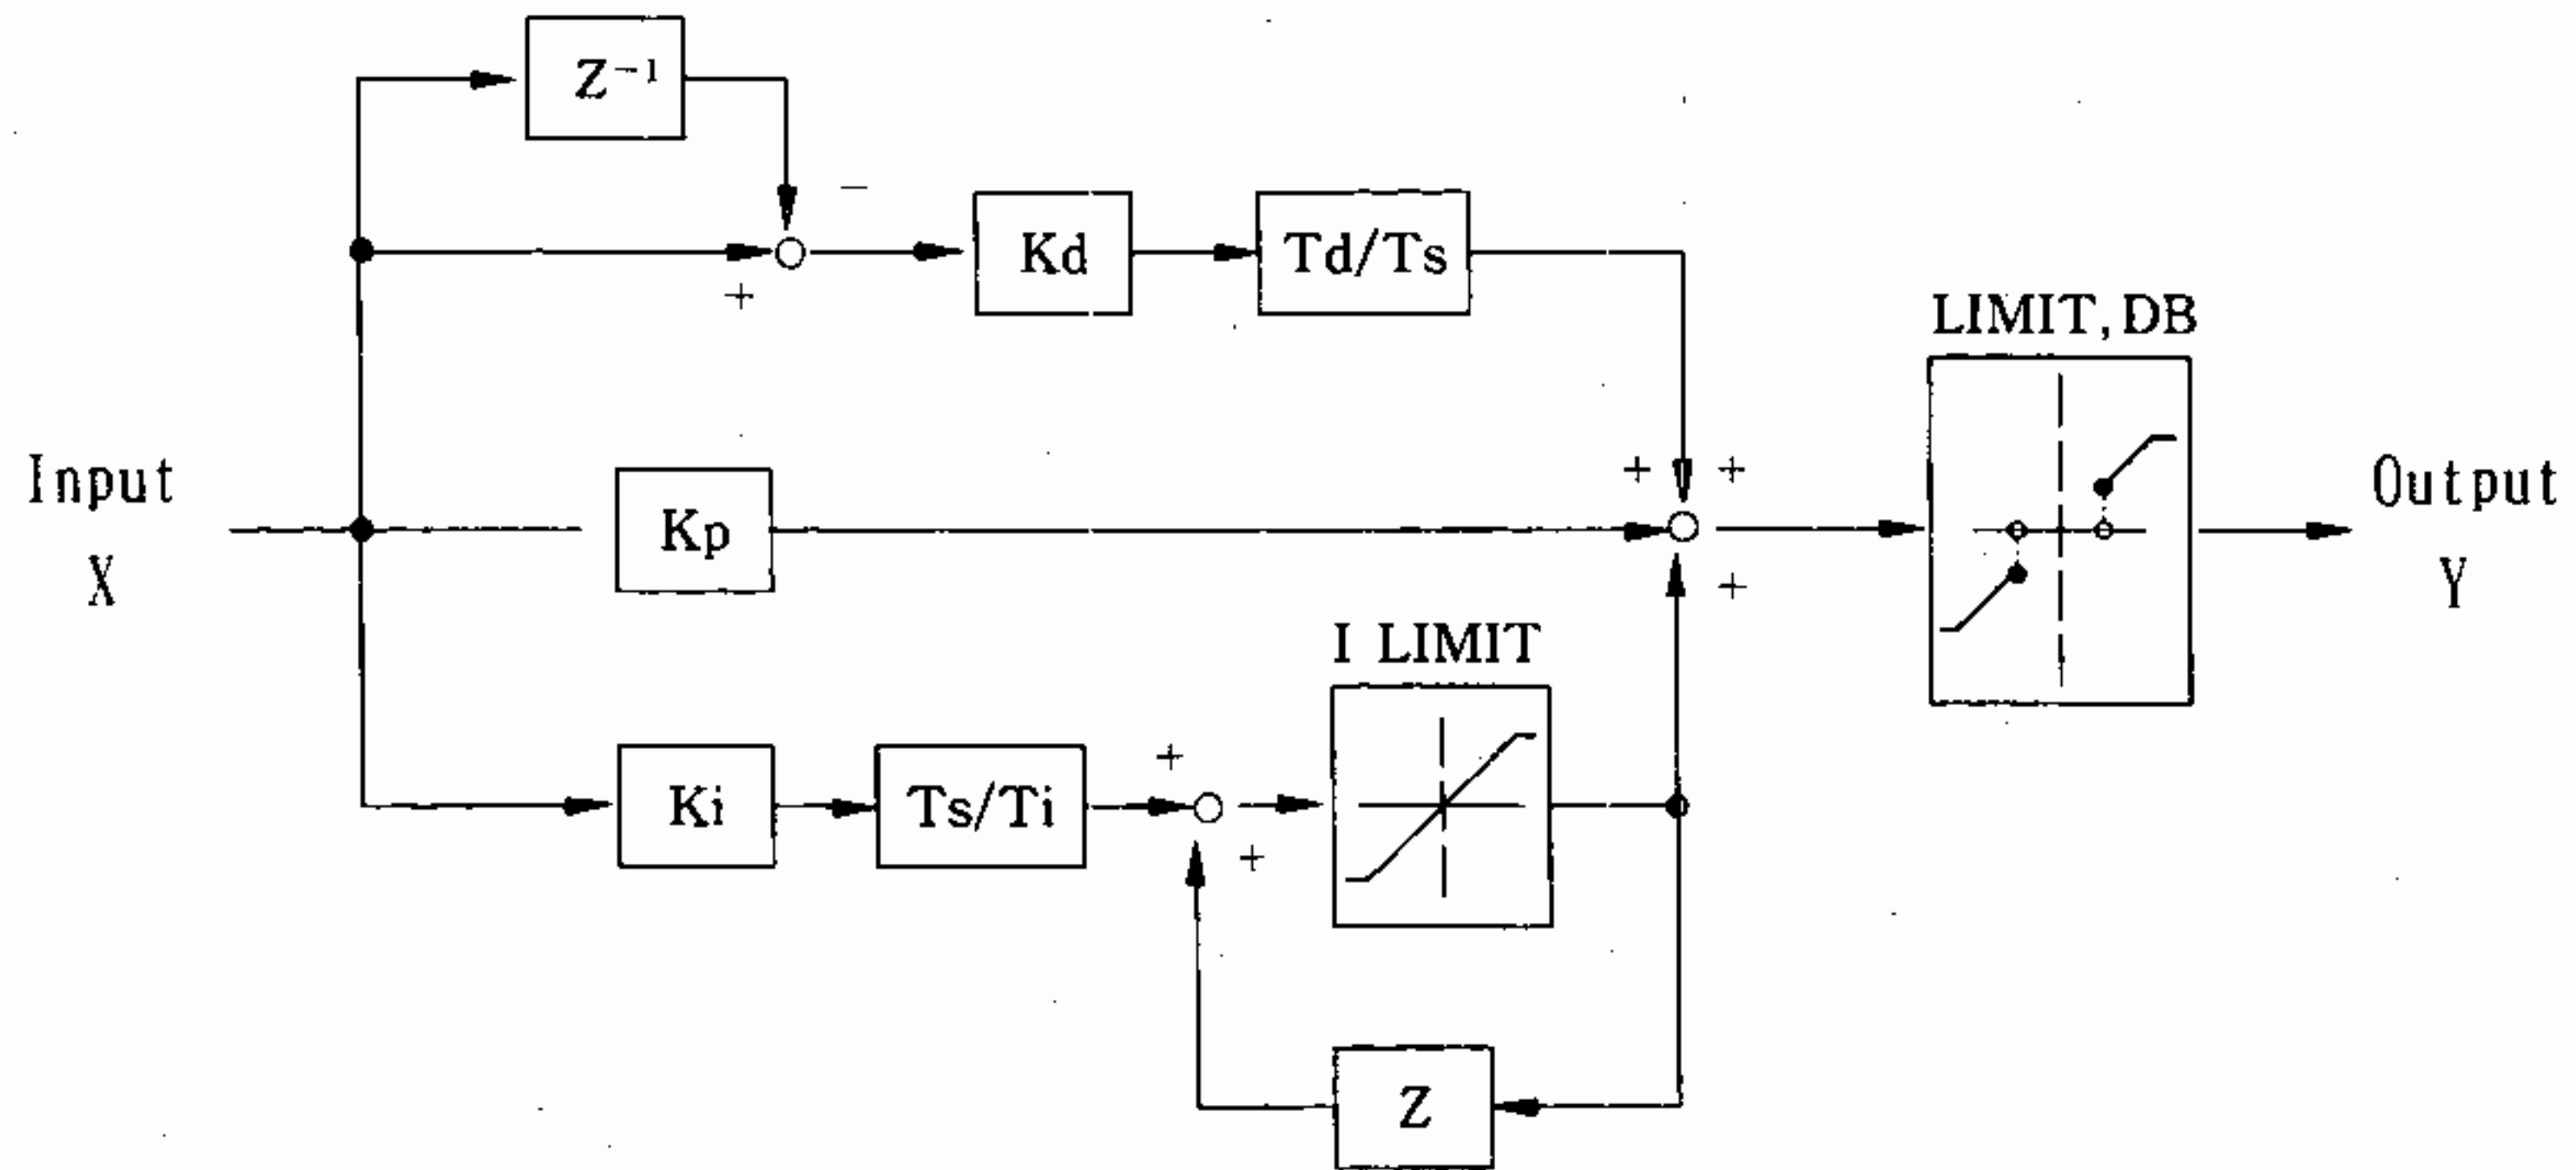 Z⁻¹
−
+
Kd
Td/Ts
LIMIT, DB
Input
X
Kp
+
+
+
Output
Y
I LIMIT
Ki
Ts/Ti
+
+
Z